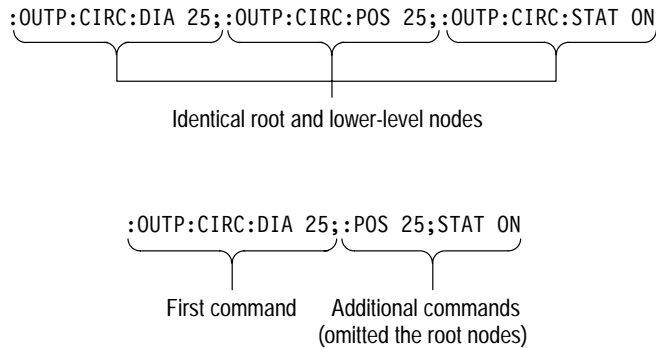 :OUTP:CIRC:DIA 25;:OUTP:CIRC:POS 25;:OUTP:CIRC:STAT ON
Identical root and lower-level nodes
:OUTP:CIRC:DIA 25;:POS 25;STAT ON
First command
Additional commands
(omitted the root nodes)